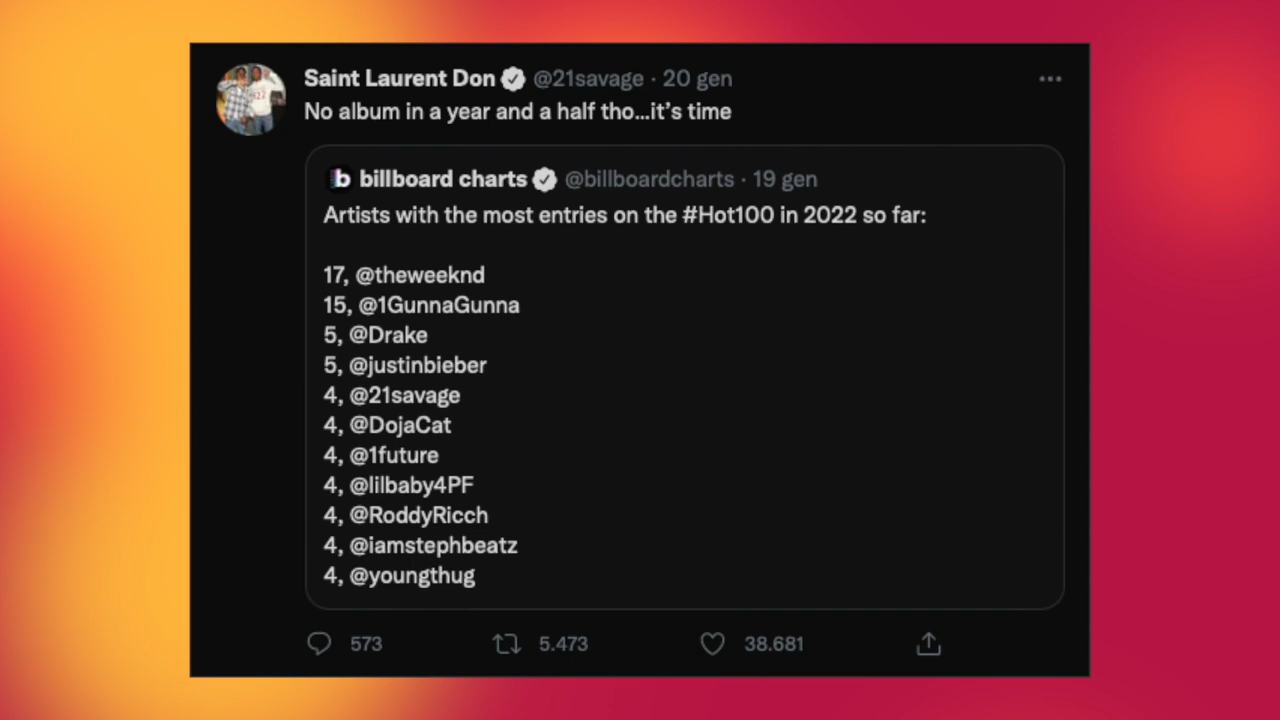 Saint Laurent Don @21savage · 20 gen
No album in a year and a half tho...it's time
b billboard charts @billboardcharts · 19 gen
Artists with the most entries on the #Hot100 in 2022 so far:
17, @theweeknd
15, @1GunnaGunna
5, @Drake
5, @justinbieber
4, @21savage
4, @DojaCat
4, @1future
4, @lilbaby4PF
4, @RoddyRicch
4, @iamstephbeatz
4, @youngthug
573 5.473 38.681